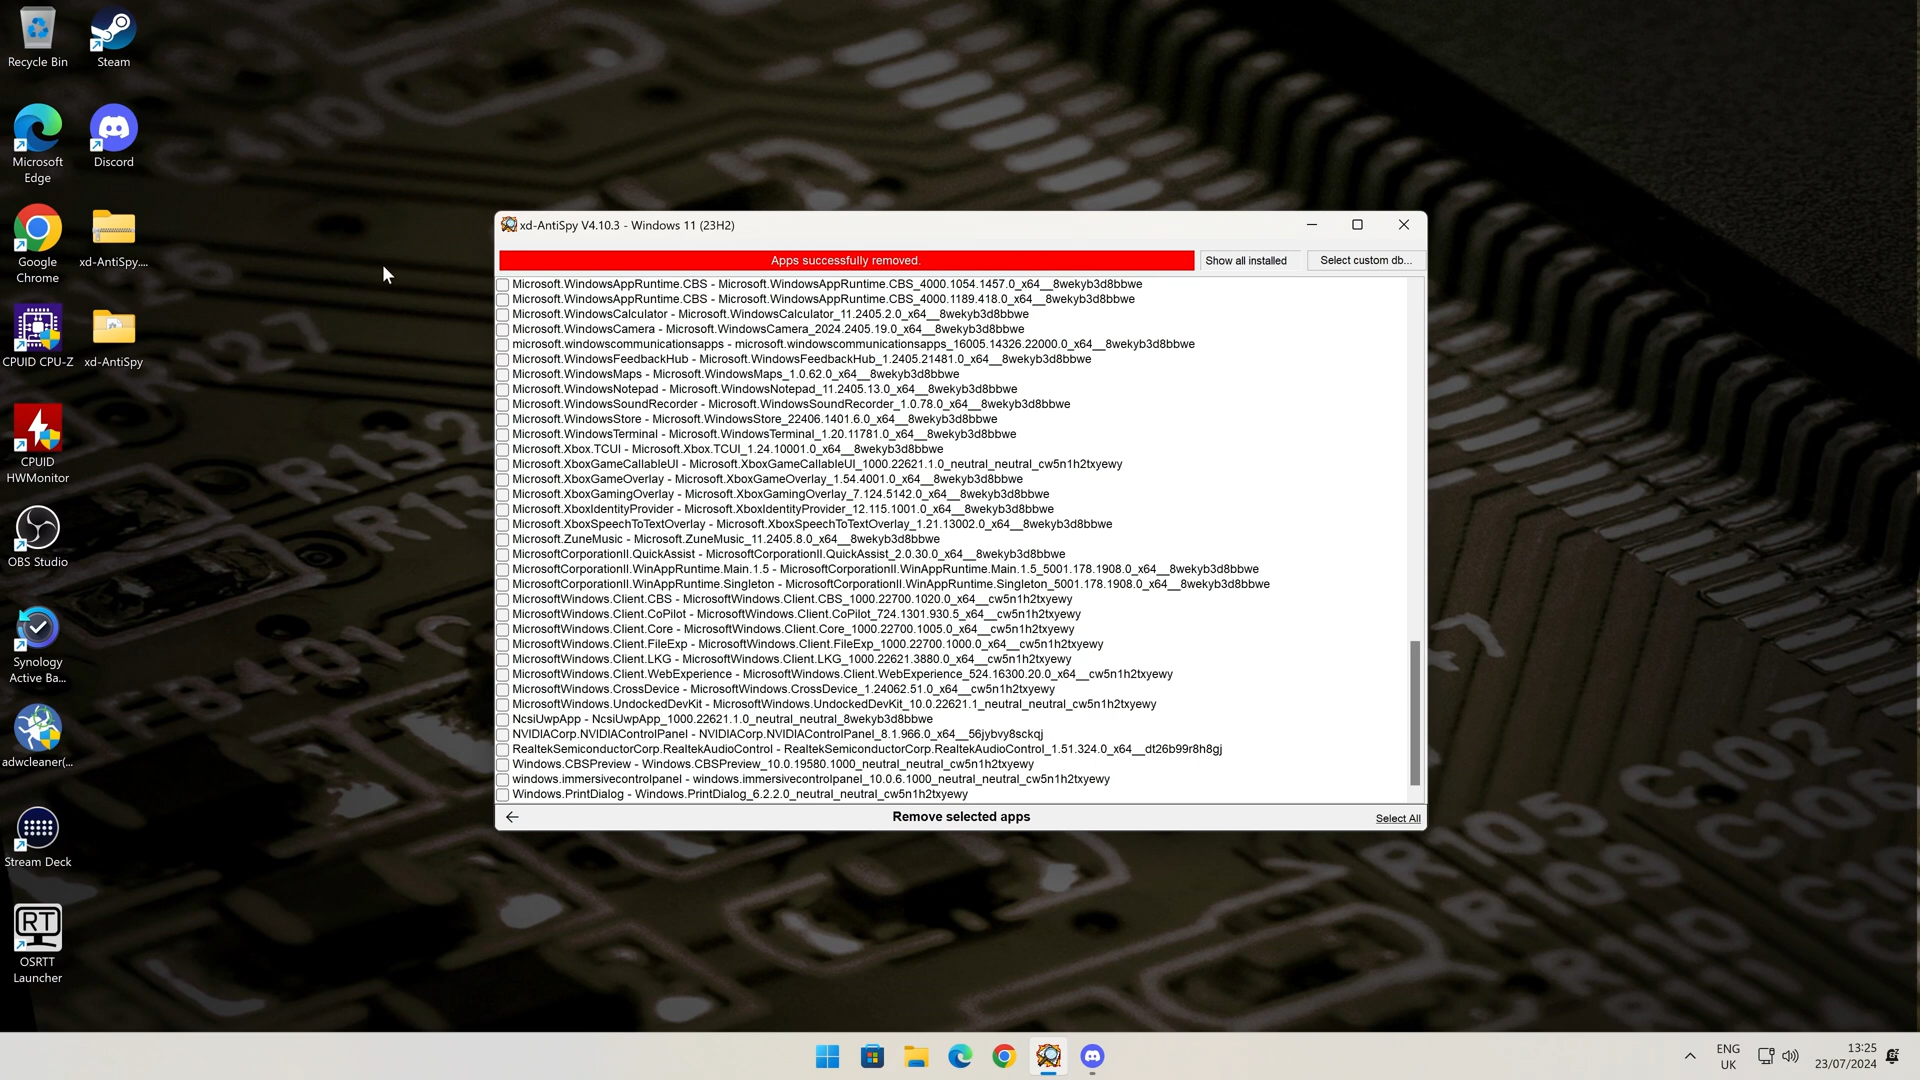 Recycle Bin
Steam
Microsoft
Edge
Discord
Google
Chrome
xd-AntiSpy....
CPUID CPU-Z
xd-AntiSpy
CPUID
HWMonitor
OBS Studio
Synology
Active Ba...
adwcleaner(...
Stream Deck
RT
OSRTT
Launcher
xd-AntiSpy V4.10.3 - Windows 11 (23H2)
Apps successfully removed.
Show all installed
Select custom db...
Microsoft.WindowsAppRuntime.CBS - Microsoft.WindowsAppRuntime.CBS_4000.1054.1457.0_x64__8wekyb3d8bbwe
Microsoft.WindowsAppRuntime.CBS - Microsoft.WindowsAppRuntime.CBS_4000.1189.418.0_x64__8wekyb3d8bbwe
Microsoft.WindowsCalculator - Microsoft.WindowsCalculator_11.2405.2.0_x64__8wekyb3d8bbwe
Microsoft.WindowsCamera - Microsoft.WindowsCamera_2024.2405.19.0_x64__8wekyb3d8bbwe
microsoft.windowscommunicationsapps - microsoft.windowscommunicationsapps_16005.14326.22000.0_x64__8wekyb3d8bbwe
Microsoft.WindowsFeedbackHub - Microsoft.WindowsFeedbackHub_1.2405.21481.0_x64__8wekyb3d8bbwe
Microsoft.WindowsMaps - Microsoft.WindowsMaps_1.0.62.0_x64__8wekyb3d8bbwe
Microsoft.WindowsNotepad - Microsoft.WindowsNotepad_11.2405.13.0_x64__8wekyb3d8bbwe
Microsoft.WindowsSoundRecorder - Microsoft.WindowsSoundRecorder_1.0.78.0_x64__8wekyb3d8bbwe
Microsoft.WindowsStore - Microsoft.WindowsStore_22406.1401.6.0_x64__8wekyb3d8bbwe
Microsoft.WindowsTerminal - Microsoft.WindowsTerminal_1.20.11781.0_x64__8wekyb3d8bbwe
Microsoft.Xbox.TCUI - Microsoft.Xbox.TCUI_1.24.10001.0_x64__8wekyb3d8bbwe
Microsoft.XboxGameCallableUI - Microsoft.XboxGameCallableUI_1000.22621.1.0_neutral_neutral_cw5n1h2txyewy
Microsoft.XboxGameOverlay - Microsoft.XboxGameOverlay_1.54.4001.0_x64__8wekyb3d8bbwe
Microsoft.XboxGamingOverlay - Microsoft.XboxGamingOverlay_7.124.5142.0_x64__8wekyb3d8bbwe
Microsoft.XboxIdentityProvider - Microsoft.XboxIdentityProvider_12.115.1001.0_x64__8wekyb3d8bbwe
Microsoft.XboxSpeechToTextOverlay - Microsoft.XboxSpeechToTextOverlay_1.21.13002.0_x64__8wekyb3d8bbwe
Microsoft.ZuneMusic - Microsoft.ZuneMusic_11.2405.8.0_x64__8wekyb3d8bbwe
MicrosoftCorporationII.QuickAssist - MicrosoftCorporationII.QuickAssist_2.0.30.0_x64__8wekyb3d8bbwe
MicrosoftCorporationII.WinAppRuntime.Main.1.5 - MicrosoftCorporationII.WinAppRuntime.Main.1.5_5001.178.1908.0_x64__8wekyb3d8bbwe
MicrosoftCorporationII.WinAppRuntime.Singleton - MicrosoftCorporationII.WinAppRuntime.Singleton_5001.178.1908.0_x64__8wekyb3d8bbwe
MicrosoftWindows.Client.CBS - MicrosoftWindows.Client.CBS_1000.22700.1020.0_x64__cw5n1h2txyewy
MicrosoftWindows.Client.CoPilot - MicrosoftWindows.Client.CoPilot_724.1301.930.5_x64__cw5n1h2txyewy
MicrosoftWindows.Client.Core - MicrosoftWindows.Client.Core_1000.22700.1005.0_x64__cw5n1h2txyewy
MicrosoftWindows.Client.FileExp - MicrosoftWindows.Client.FileExp_1000.22700.1000.0_x64__cw5n1h2txyewy
MicrosoftWindows.Client.LKG - MicrosoftWindows.Client.LKG_1000.22621.3880.0_x64__cw5n1h2txyewy
MicrosoftWindows.Client.WebExperience - MicrosoftWindows.Client.WebExperience_524.16300.20.0_x64__cw5n1h2txyewy
MicrosoftWindows.CrossDevice - MicrosoftWindows.CrossDevice_1.24062.51.0_x64__cw5n1h2txyewy
MicrosoftWindows.UndockedDevKit - MicrosoftWindows.UndockedDevKit_10.0.22621.1_neutral_neutral_cw5n1h2txyewy
NcsiUwpApp - NcsiUwpApp_1000.22621.1.0_neutral_neutral_8wekyb3d8bbwe
NVIDIACorp.NVIDIAControlPanel - NVIDIACorp.NVIDIAControlPanel_8.1.966.0_x64__56jybvy8sckqj
RealtekSemiconductorCorp.RealtekAudioControl - RealtekSemiconductorCorp.RealtekAudioControl_1.51.324.0_x64__dt26b99r8h8gj
Windows.CBSPreview - Windows.CBSPreview_10.0.19580.1000_neutral_neutral_cw5n1h2txyewy
windows.immersivecontrolpanel - windows.immersivecontrolpanel_10.0.6.1000_neutral_neutral_cw5n1h2txyewy
Windows.PrintDialog - Windows.PrintDialog_6.2.2.0_neutral_neutral_cw5n1h2txyewy
Remove selected apps
Select All
R132
R105
R109
ENG
UK
13:25
23/07/2024